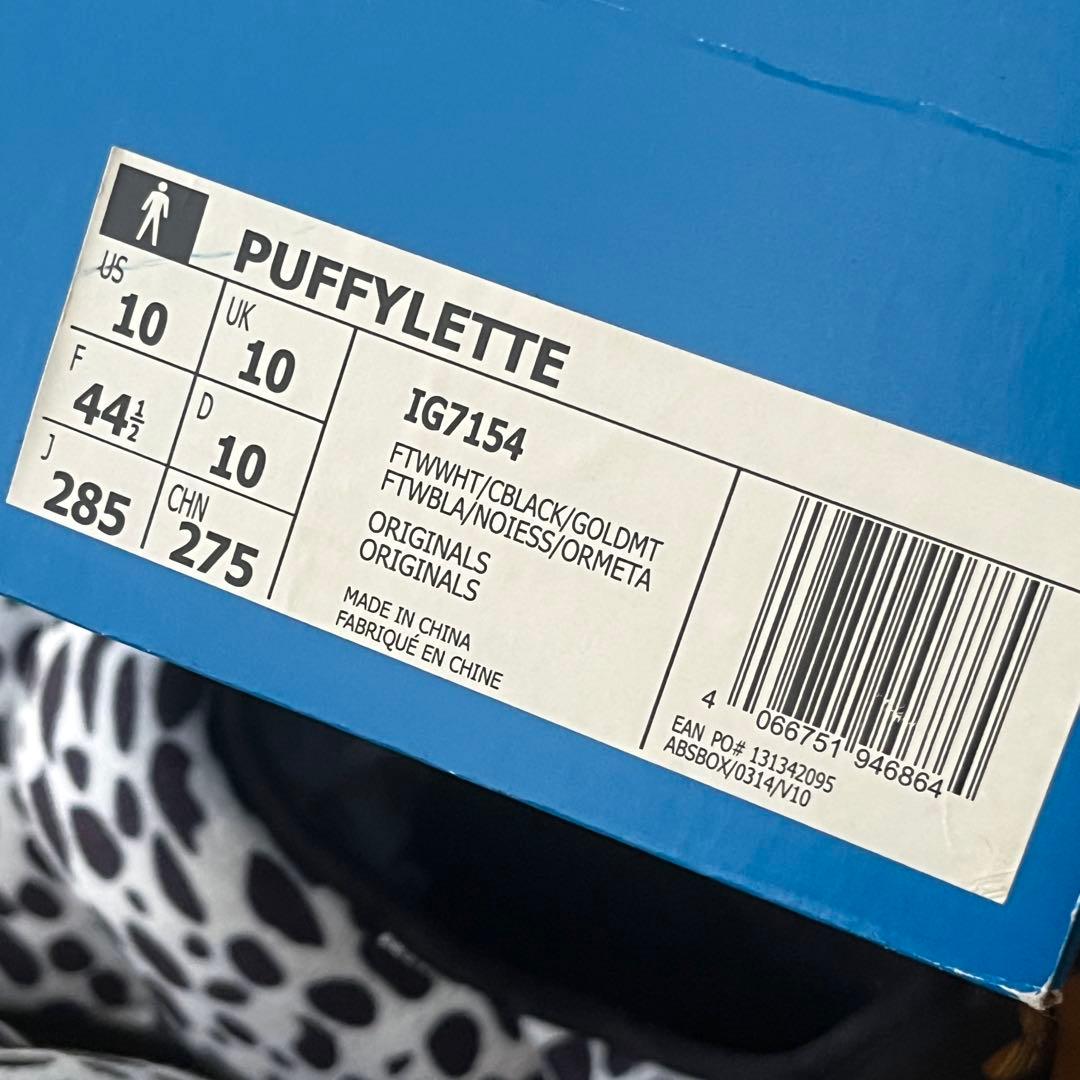 PUFFYLETTE
US
10
UK
10
F
44½
D
10
J
285
CHN
275
IG7154
FTWWHT/CBLACK/GOLDMT
FTWBLA/NOIESS/ORMETA
ORIGINALS
ORIGINALS
MADE IN CHINA
FABRIQUÉ EN CHINE
4 066751 946864
EAN PO# 131342095
ABSBOX/0314/V10